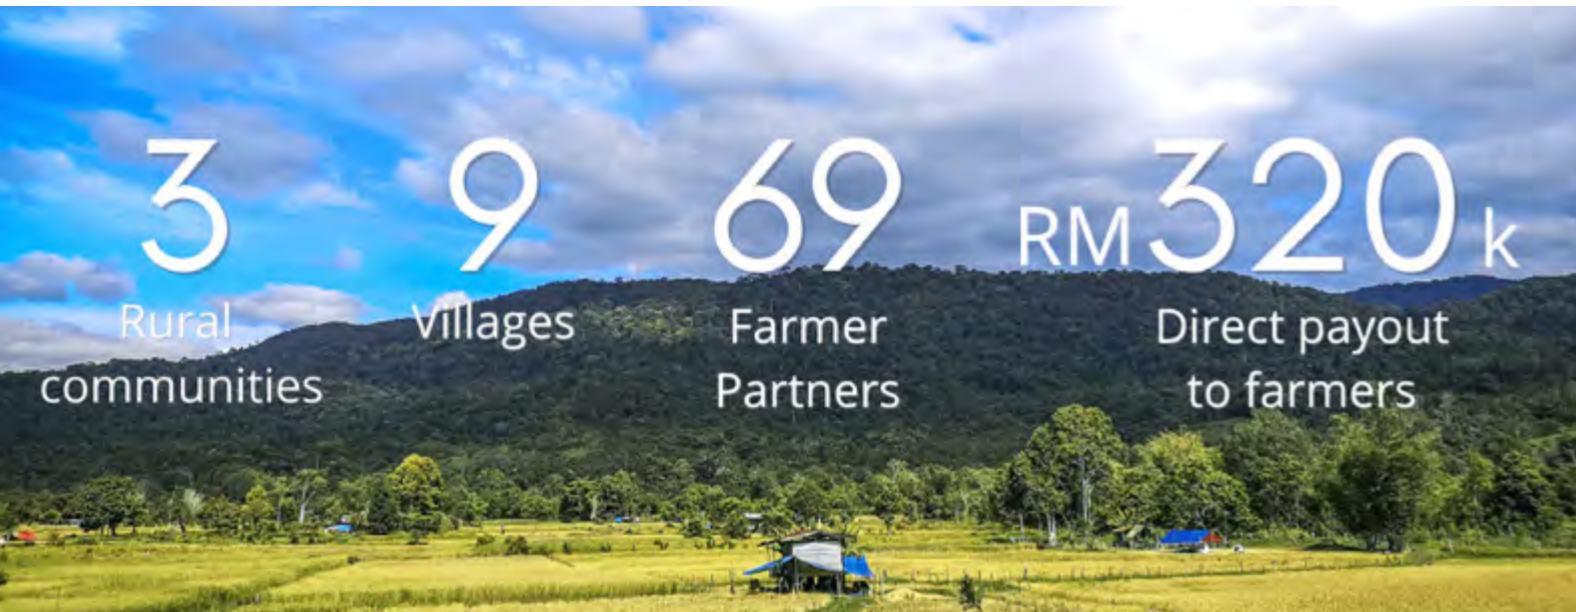 3
Rural
communities
9
Villages
69
Farmer
Partners
RM320k
Direct payout
to farmers